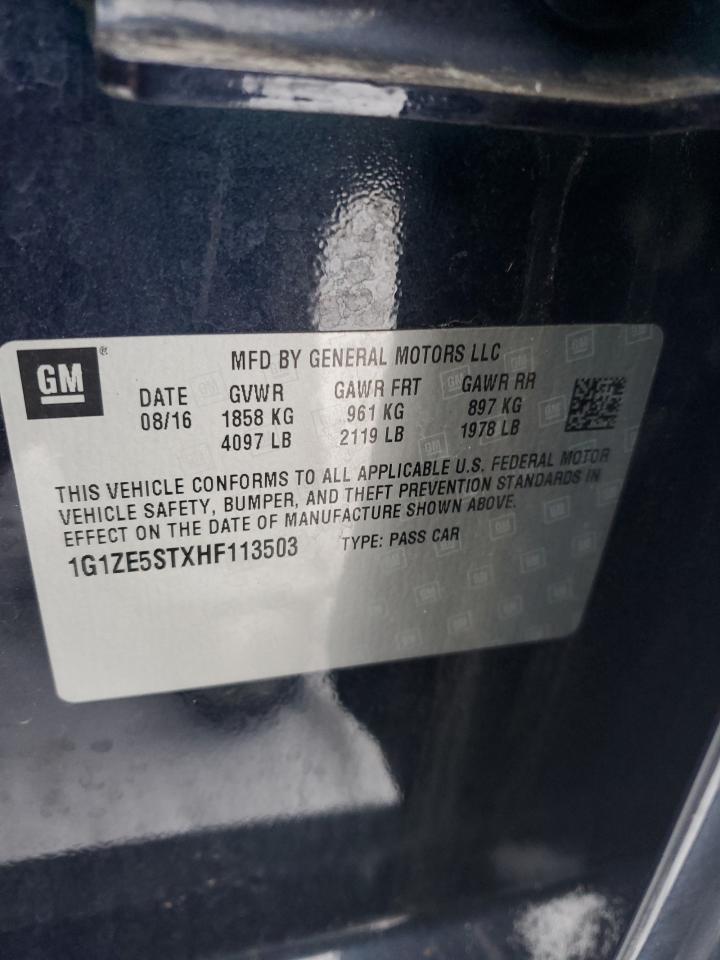 GM ®
MFD BY GENERAL MOTORS LLC
DATE GVWR GAWR FRT GAWR RR
08/16 1858 KG 961 KG 897 KG
4097 LB 2119 LB 1978 LB
THIS VEHICLE CONFORMS TO ALL APPLICABLE U.S. FEDERAL MOTOR
VEHICLE SAFETY, BUMPER, AND THEFT PREVENTION STANDARDS IN
EFFECT ON THE DATE OF MANUFACTURE SHOWN ABOVE.
1G1ZE5STXHF113503 TYPE: PASS CAR